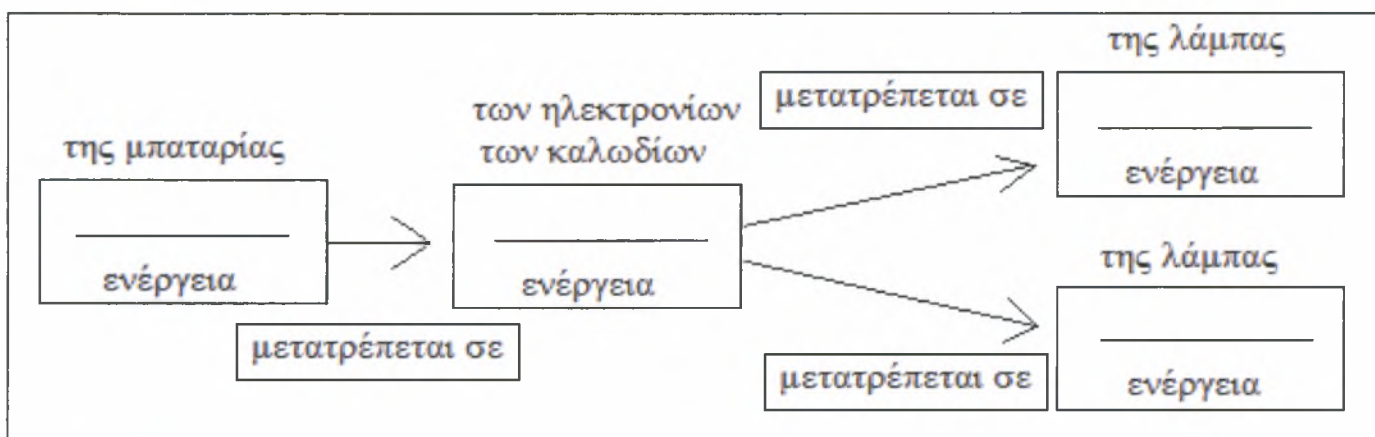 της μπαταρίας
ενέργεια
μετατρέπεται σε
των ηλεκτρονίων
των καλωδίων
ενέργεια
μετατρέπεται σε
της λάμπας
ενέργεια
μετατρέπεται σε
της λάμπας
ενέργεια